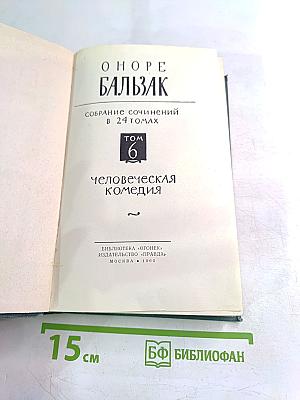 ОНОРЕ
БАЛЬЗАК
СОБРАНИЕ СОЧИНЕНИЙ
В 24 ТОМАХ
ТОМ
6
ЧЕЛОВЕЧЕСКАЯ
КОМЕДИЯ
БИБЛИОТЕКА «ОГОНЕК»
ИЗДАТЕЛЬСТВО «ПРАВДА»
МОСКВА • 1960
15 см
БФ БИБЛИОФАН